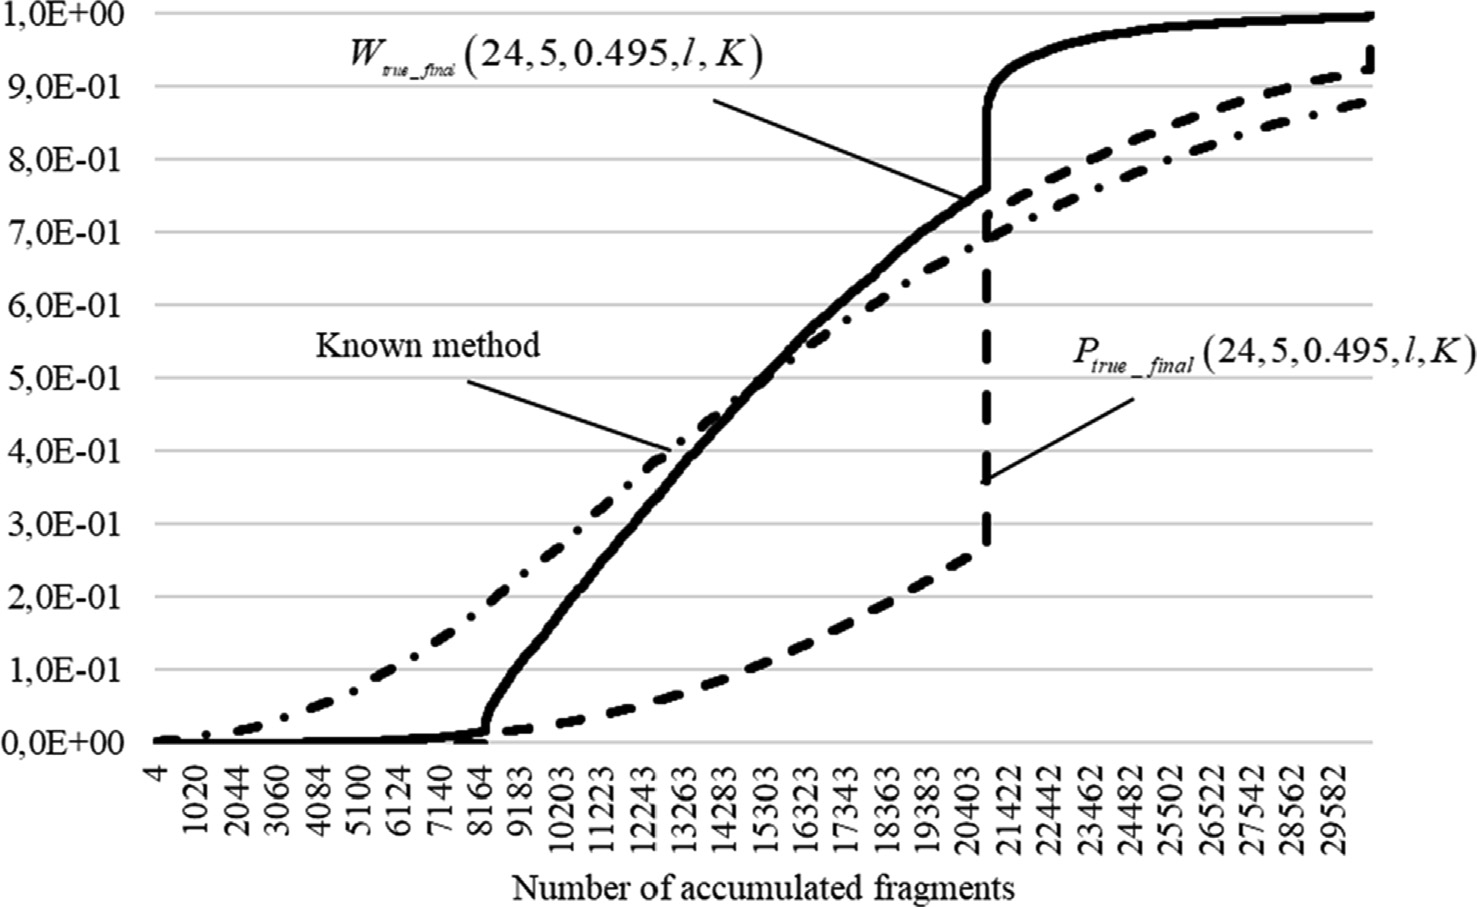 1,0E+00
W_true_final (24,5,0.495,l,K)
9,0E-01
8,0E-01
7,0E-01
6,0E-01
Known method
P_true_final (24,5,0.495,l,K)
5,0E-01
4,0E-01
3,0E-01
2,0E-01
1,0E-01
0,0E+00
4 1020 2044 3060 4084 5100 6124 7140 8164 9183 10203 11223 12243 13263 14283 15303 16323 17343 18363 19383 20403 21422 22442 23462 24482 25502 26522 27542 28562 29582
Number of accumulated fragments